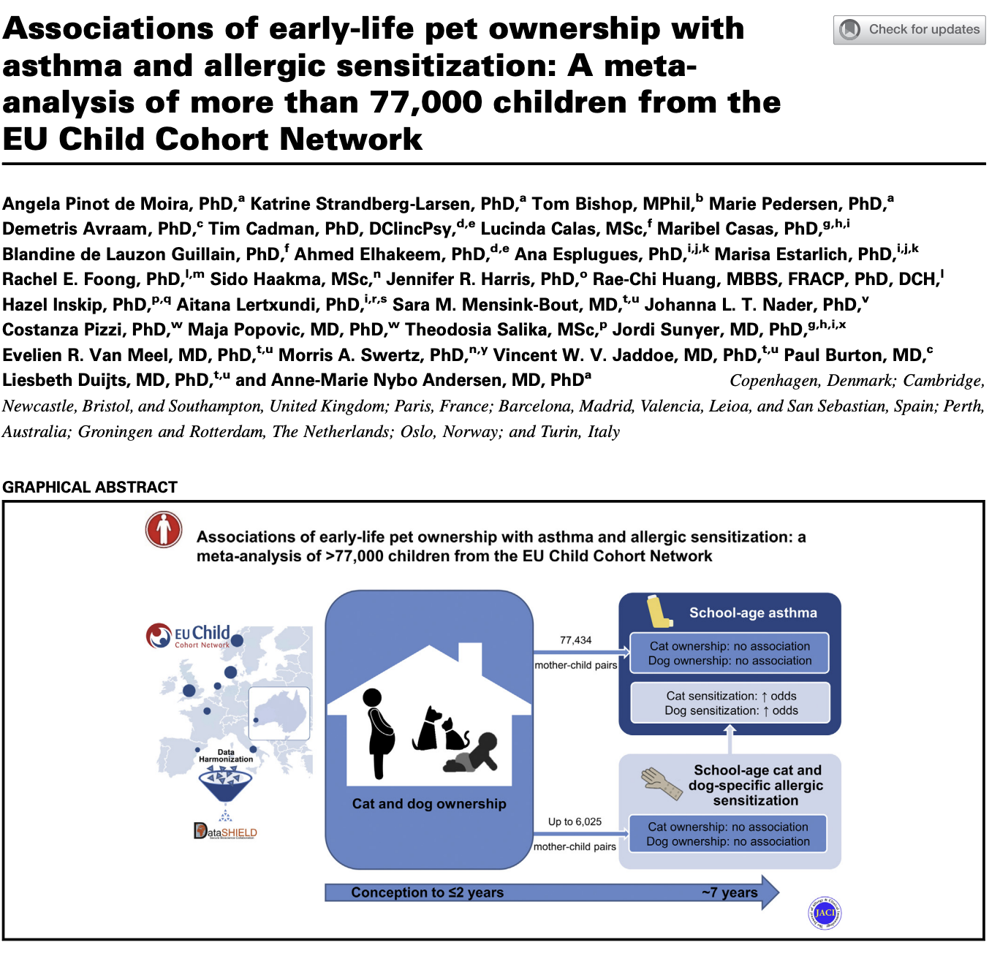 Associations of early-life pet ownership with
asthma and allergic sensitization: A meta-
analysis of more than 77,000 children from the
EU Child Cohort Network
Check for updates
Angela Pinot de Moira, PhD,a Katrine Strandberg-Larsen, PhD,a Tom Bishop, MPhil,b Marie Pedersen, PhD,a
Demetris Avraam, PhD,c Tim Cadman, PhD, DClincPsy,d,e Lucinda Calas, MSc,f Maribel Casas, PhD,g,h,i
Blandine de Lauzon Guillain, PhD,f Ahmed Elhakeem, PhD,d,e Ana Esplugues, PhD,i,j,k Marisa Estarlich, PhD,i,j,k
Rachel E. Foong, PhD,l,m Sido Haakma, MSc,n Jennifer R. Harris, PhD,o Rae-Chi Huang, MBBS, FRACP, PhD, DCH,l
Hazel Inskip, PhD,p,q Aitana Lertxundi, PhD,i,r,s Sara M. Mensink-Bout, MD,t,u Johanna L. T. Nader, PhD,v
Costanza Pizzi, PhD,w Maja Popovic, MD, PhD,w Theodosia Salika, MSc,p Jordi Sunyer, MD, PhD,g,h,i,x
Evelien R. Van Meel, MD, PhD,t,u Morris A. Swertz, PhD,n,y Vincent W. V. Jaddoe, MD, PhD,t,u Paul Burton, MD,c
Liesbeth Duijts, MD, PhD,t,u and Anne-Marie Nybo Andersen, MD, PhDa Copenhagen, Denmark; Cambridge,
Newcastle, Bristol, and Southampton, United Kingdom; Paris, France; Barcelona, Madrid, Valencia, Leioa, and San Sebastian, Spain; Perth,
Australia; Groningen and Rotterdam, The Netherlands; Oslo, Norway; and Turin, Italy
GRAPHICAL ABSTRACT
Associations of early-life pet ownership with asthma and allergic sensitization: a
meta-analysis of >77,000 children from the EU Child Cohort Network
EU Child
Cohort Network
Data
Harmonization
DataSHIELD
Secure Bioscience Collaboration
Cat and dog ownership
77,434
mother-child pairs
School-age asthma
Cat ownership: no association
Dog ownership: no association
Cat sensitization: ↑ odds
Dog sensitization: ↑ odds
Up to 6,025
mother-child pairs
School-age cat and
dog-specific allergic
sensitization
Cat ownership: no association
Dog ownership: no association
Conception to ≤2 years
~7 years
The Journal of Allergy & Clinical Immunology
JACI